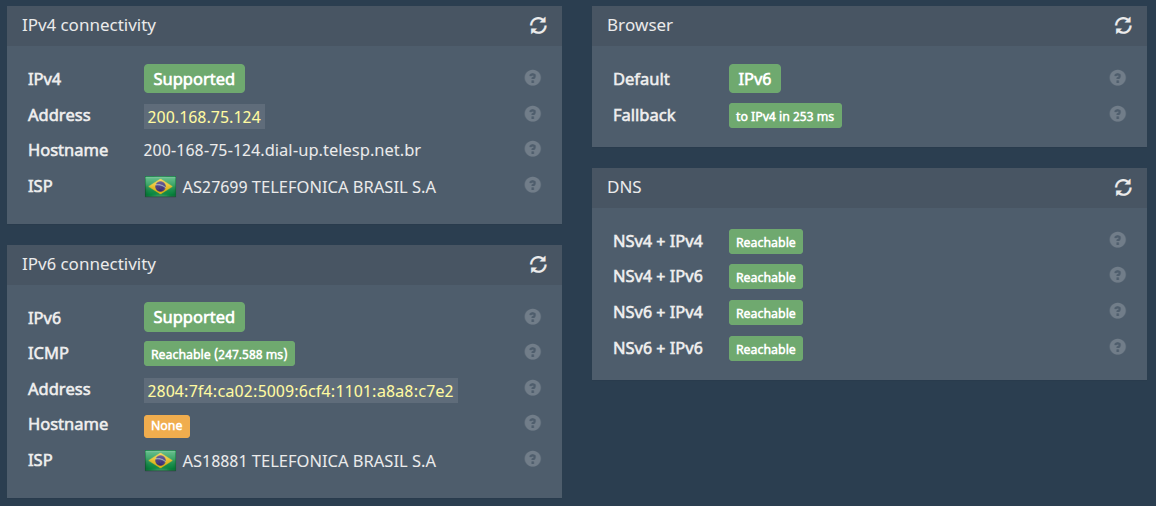 IPv4 connectivity
IPv4 Supported ?
Address 200.168.75.124 ?
Hostname 200-168-75-124.dial-up.telesp.net.br ?
ISP AS27699 TELEFONICA BRASIL S.A ?
IPv6 connectivity
IPv6 Supported ?
ICMP Reachable (247.588 ms) ?
Address 2804:7f4:ca02:5009:6cf4:1101:a8a8:c7e2 ?
Hostname None ?
ISP AS18881 TELEFONICA BRASIL S.A ?
Browser
Default IPv6 ?
Fallback to IPv4 in 253 ms ?
DNS
NSv4 + IPv4 Reachable ?
NSv4 + IPv6 Reachable ?
NSv6 + IPv4 Reachable ?
NSv6 + IPv6 Reachable ?